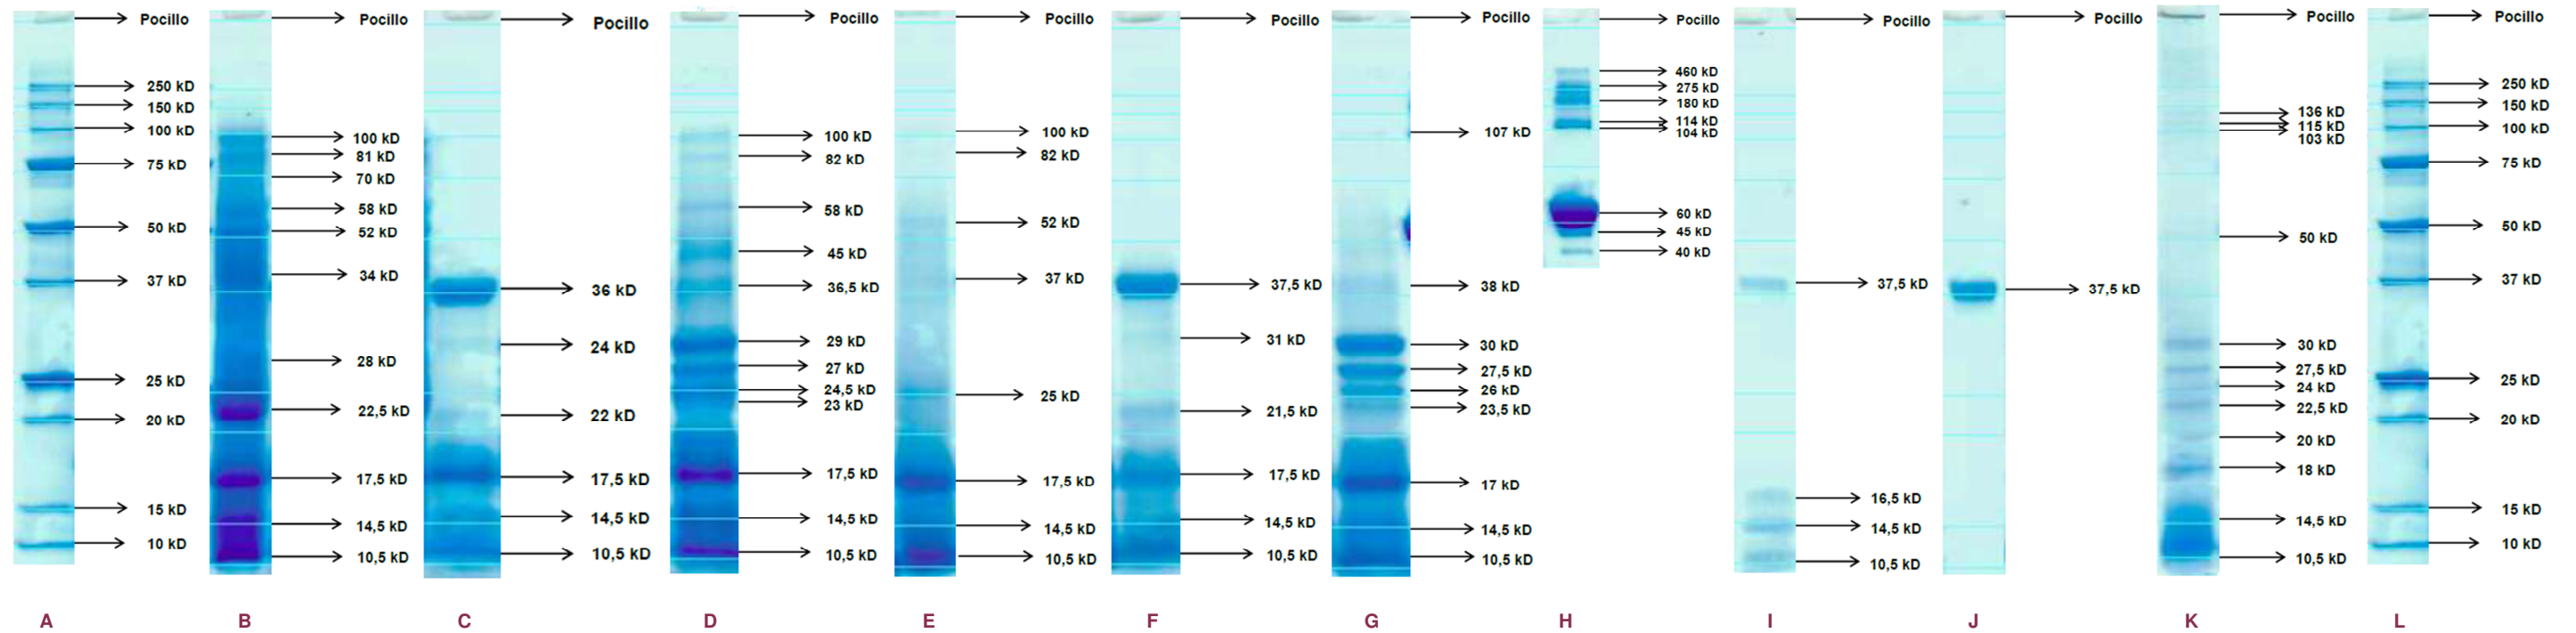 Pocillo
250 kD
150 kD
100 kD
75 kD
50 kD
37 kD
25 kD
20 kD
15 kD
10 kD
A
Pocillo
100 kD
81 kD
70 kD
58 kD
52 kD
34 kD
28 kD
22,5 kD
17,5 kD
14,5 kD
10,5 kD
B
Pocillo
36 kD
24 kD
22 kD
17,5 kD
14,5 kD
10,5 kD
C
Pocillo
100 kD
82 kD
58 kD
45 kD
36,5 kD
29 kD
27 kD
24,5 kD
23 kD
17,5 kD
14,5 kD
10,5 kD
D
Pocillo
100 kD
82 kD
52 kD
37 kD
25 kD
17,5 kD
14,5 kD
10,5 kD
E
Pocillo
37,5 kD
31 kD
21,5 kD
17,5 kD
14,5 kD
10,5 kD
F
Pocillo
107 kD
38 kD
30 kD
27,5 kD
26 kD
23,5 kD
17 kD
14,5 kD
10,5 kD
G
Pocillo
460 kD
275 kD
180 kD
114 kD
104 kD
60 kD
45 kD
40 kD
H
Pocillo
37,5 kD
16,5 kD
14,5 kD
10,5 kD
I
Pocillo
37,5 kD
J
Pocillo
136 kD
115 kD
103 kD
50 kD
30 kD
27,5 kD
24 kD
22,5 kD
20 kD
18 kD
14,5 kD
10,5 kD
K
Pocillo
250 kD
150 kD
100 kD
75 kD
50 kD
37 kD
25 kD
20 kD
15 kD
10 kD
L